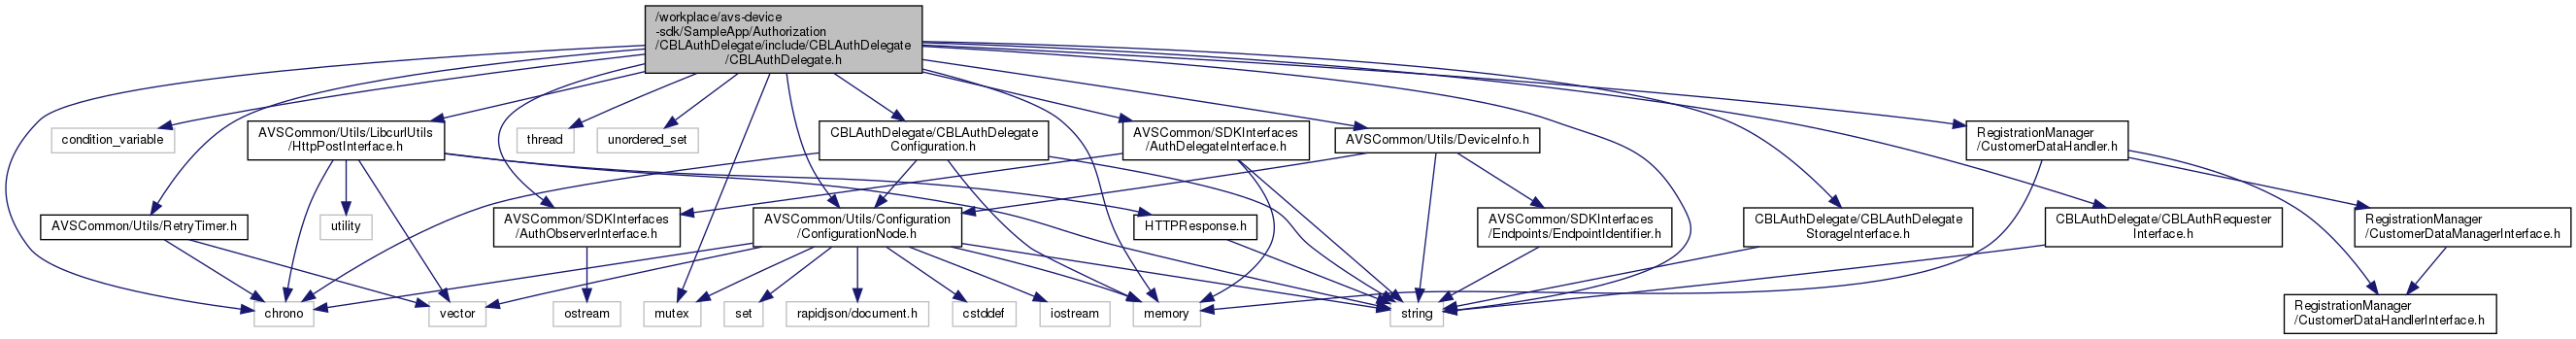 /workplace/avs-device
-sdk/SampleApp/Authorization
/CBLAuthDelegate/include/CBLAuthDelegate
/CBLAuthDelegate.h
condition_variable
AVSCommon/Utils/LibcurlUtils
/HttpPostInterface.h
thread
unordered_set
CBLAuthDelegate/CBLAuthDelegate
Configuration.h
AVSCommon/SDKInterfaces
/AuthDelegateInterface.h
AVSCommon/Utils/DeviceInfo.h
RegistrationManager
/CustomerDataHandler.h
AVSCommon/Utils/RetryTimer.h
utility
AVSCommon/SDKInterfaces
/AuthObserverInterface.h
AVSCommon/Utils/Configuration
/ConfigurationNode.h
HTTPResponse.h
AVSCommon/SDKInterfaces
/Endpoints/EndpointIdentifier.h
CBLAuthDelegate/CBLAuthDelegate
StorageInterface.h
CBLAuthDelegate/CBLAuthRequester
Interface.h
RegistrationManager
/CustomerDataManagerInterface.h
chrono
vector
ostream
mutex
set
rapidjson/document.h
cstddef
iostream
memory
string
RegistrationManager
/CustomerDataHandlerInterface.h